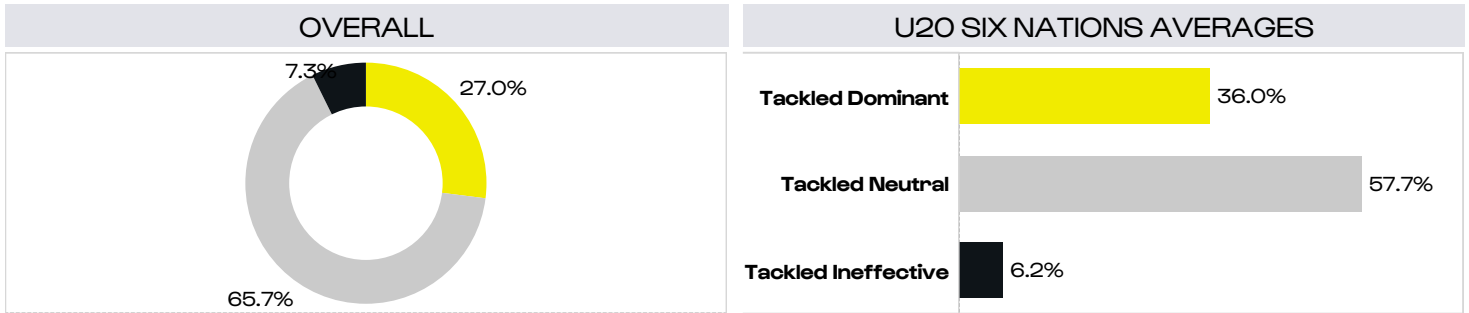 OVERALL
7.3%
27.0%
65.7%
U20 SIX NATIONS AVERAGES
Tackled Dominant 36.0%
Tackled Neutral 57.7%
Tackled Ineffective 6.2%